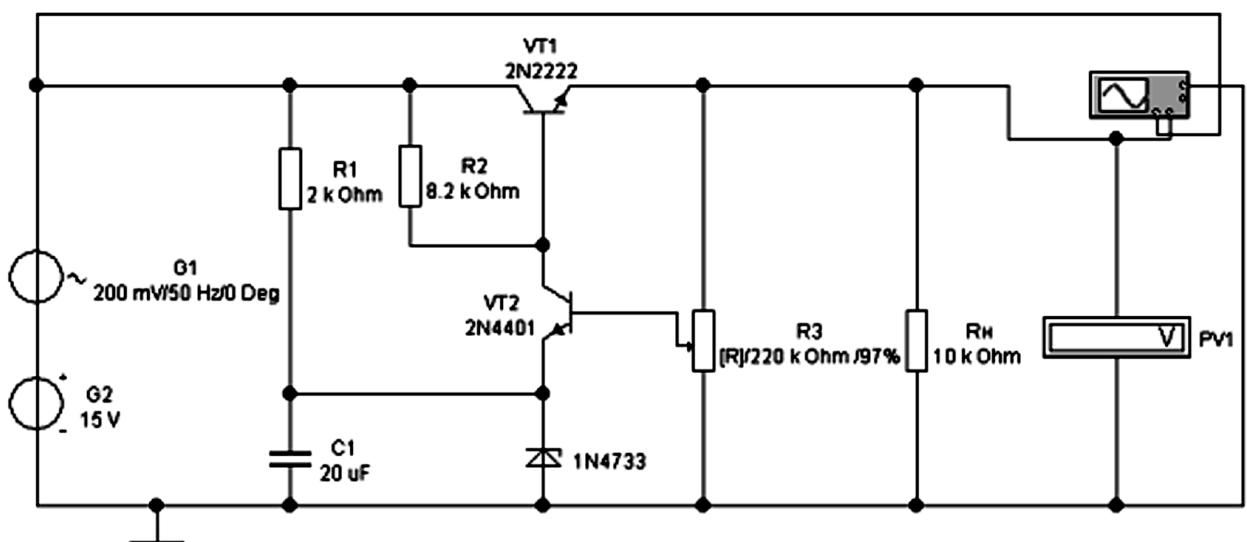 VT1
2N2222
R1
2 k Ohm
R2
8.2 k Ohm
G1
200 mV/50 Hz/0 Deg
VT2
2N4401
R3
[R]/220 k Ohm /97%
Rн
10 k Ohm
V
PV1
G2
15 V
+
-
C1
20 uF
1N4733